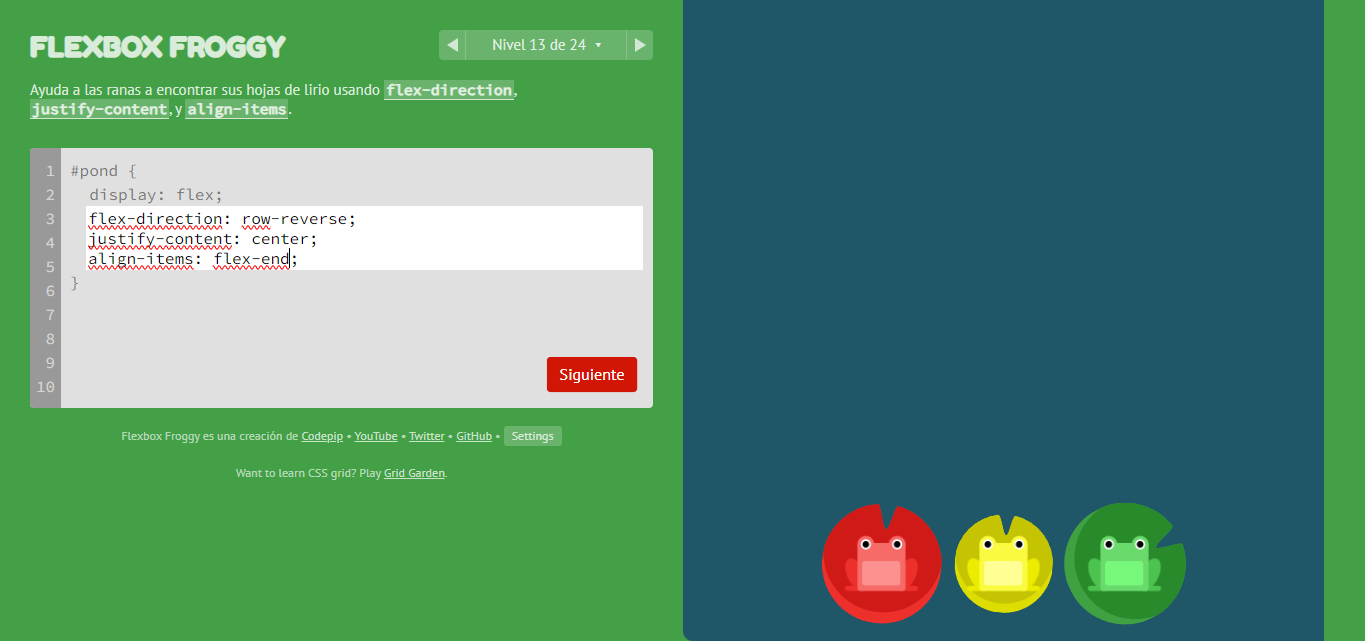 FLEXBOX FROGGY
Nivel 13 de 24
Ayuda a las ranas a encontrar sus hojas de lirio usando flex-direction,
justify-content, y align-items.
1 #pond {
2 display: flex;
3 flex-direction: row-reverse;
4 justify-content: center;
5 align-items: flex-end;
6 }
7
8
9
10
Siguiente
Flexbox Froggy es una creación de Codepip • YouTube • Twitter • GitHub • Settings
Want to learn CSS grid? Play Grid Garden.